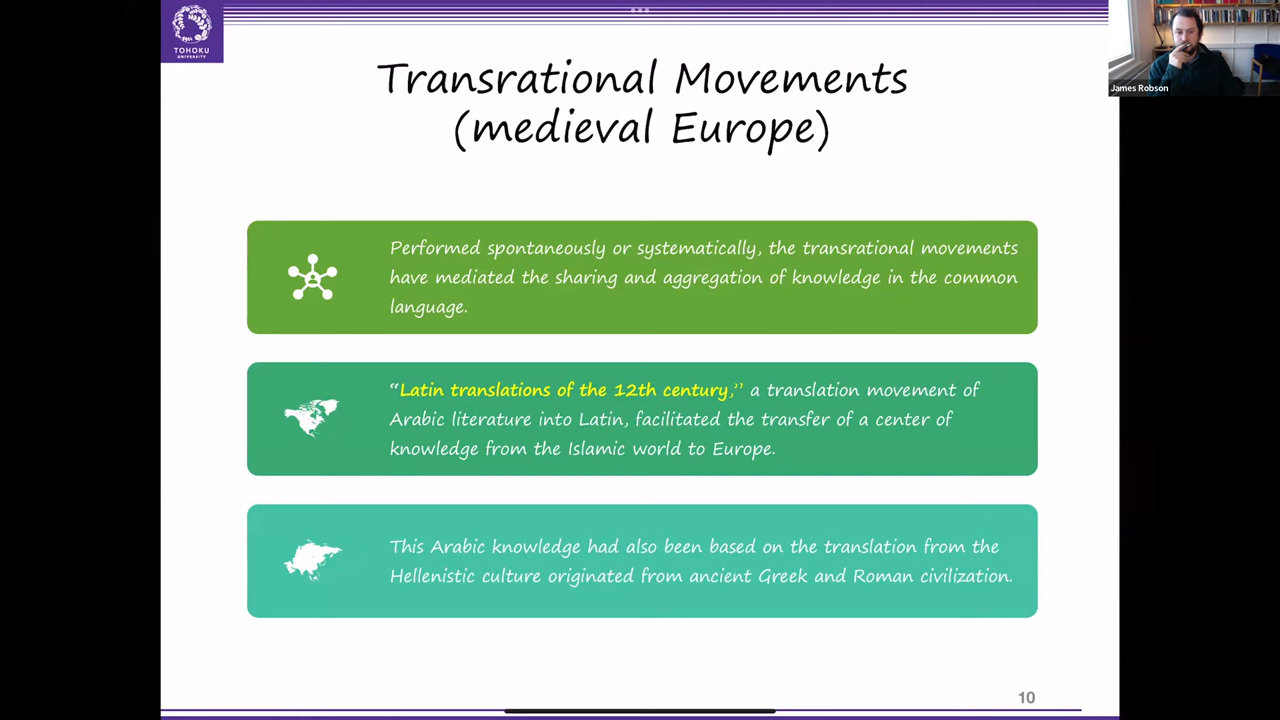 TOHOKU
UNIVERSITY
James Robson
Transrational Movements
(medieval Europe)
Performed spontaneously or systematically, the transrational movements
have mediated the sharing and aggregation of knowledge in the common
language.
“Latin translations of the 12th century,” a translation movement of
Arabic literature into Latin, facilitated the transfer of a center of
knowledge from the Islamic world to Europe.
This Arabic knowledge had also been based on the translation from the
Hellenistic culture originated from ancient Greek and Roman civilization.
10